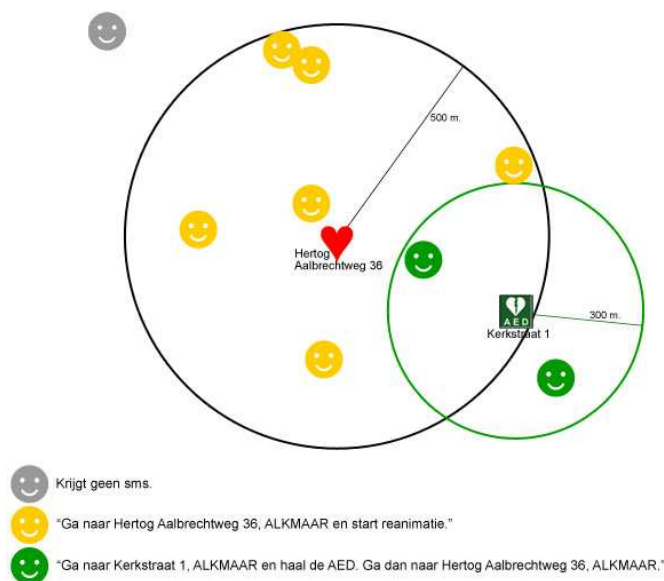 500 m.
Hertog
Aalbrechtweg 36
AED
Kerkstraat 1
300 m.
Krijgt geen sms.
“Ga naar Hertog Aalbrechtweg 36, ALKMAAR en start reanimatie.”
“Ga naar Kerkstraat 1, ALKMAAR en haal de AED. Ga dan naar Hertog Aalbrechtweg 36, ALKMAAR.”